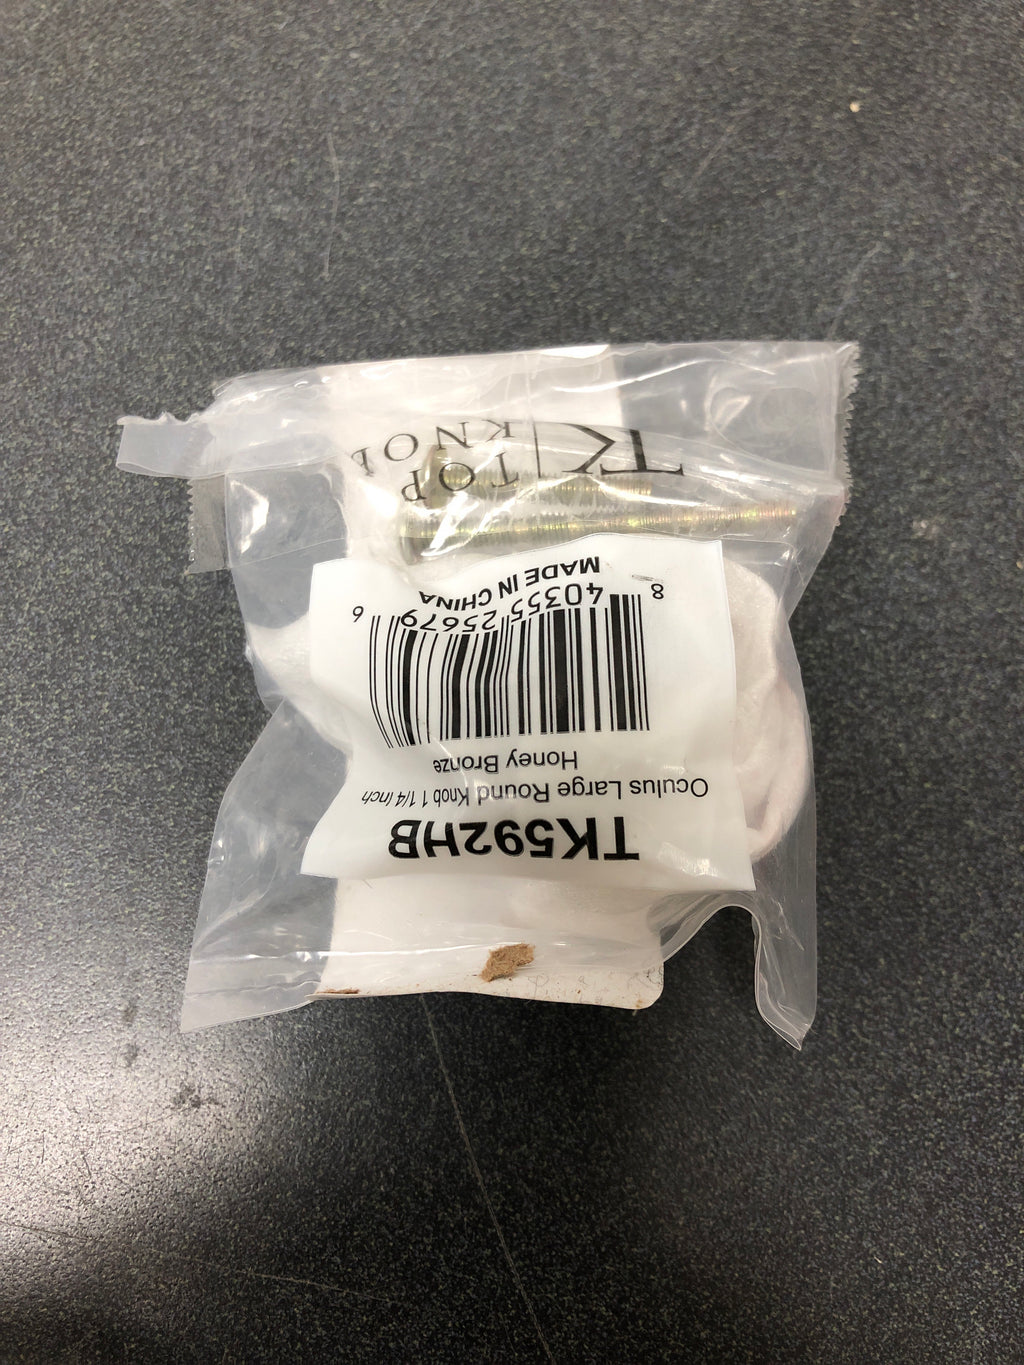 TK592HB
Oculus Large Round Knob 1 1/4 Inch
Honey Bronze
8 40355 25679 6
MADE IN CHINA
TK
TOP